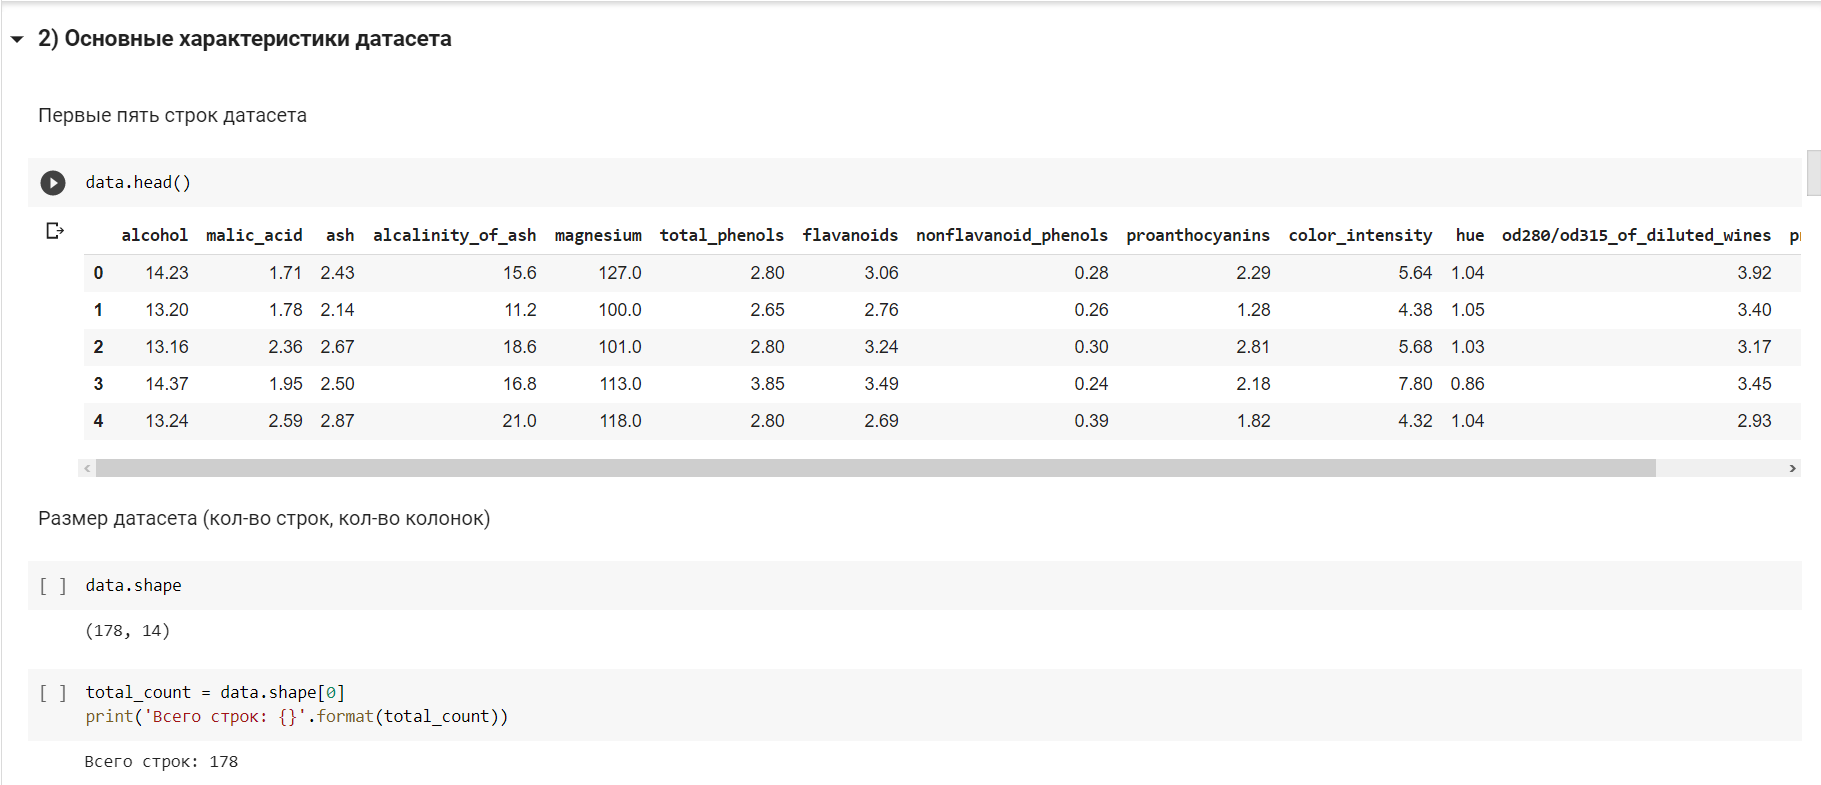 2) Основные характеристики датасета
Первые пять строк датасета
data.head()
alcohol malic_acid ash alcalinity_of_ash magnesium total_phenols flavanoids nonflavanoid_phenols proanthocyanins color_intensity hue od280/od315_of_diluted_wines
0 14.23 1.71 2.43 15.6 127.0 2.80 3.06 0.28 2.29 5.64 1.04 3.92
1 13.20 1.78 2.14 11.2 100.0 2.65 2.76 0.26 1.28 4.38 1.05 3.40
2 13.16 2.36 2.67 18.6 101.0 2.80 3.24 0.30 2.81 5.68 1.03 3.17
3 14.37 1.95 2.50 16.8 113.0 3.85 3.49 0.24 2.18 7.80 0.86 3.45
4 13.24 2.59 2.87 21.0 118.0 2.80 2.69 0.39 1.82 4.32 1.04 2.93
Размер датасета (кол-во строк, кол-во колонок)
[ ] data.shape
(178, 14)
[ ] total_count = data.shape[0]
print('Всего строк: {}'.format(total_count))
Всего строк: 178